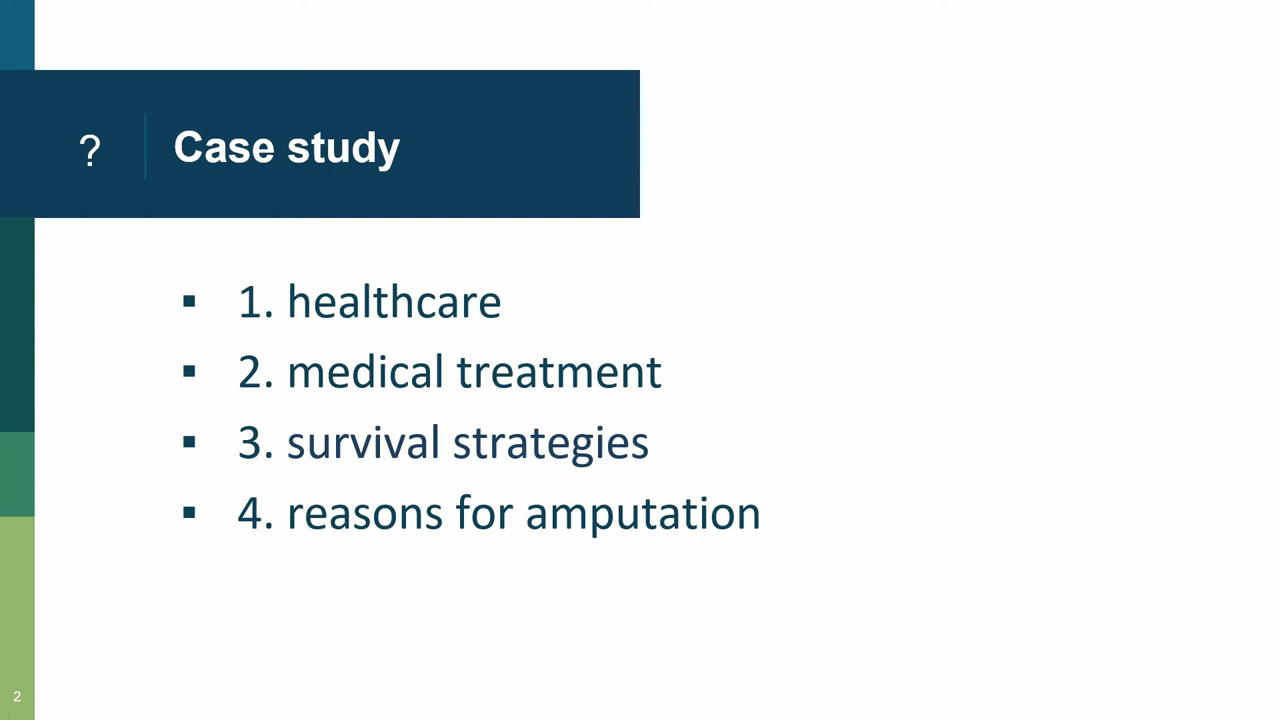 ?
Case study
▪ 1. healthcare
▪ 2. medical treatment
▪ 3. survival strategies
▪ 4. reasons for amputation
2